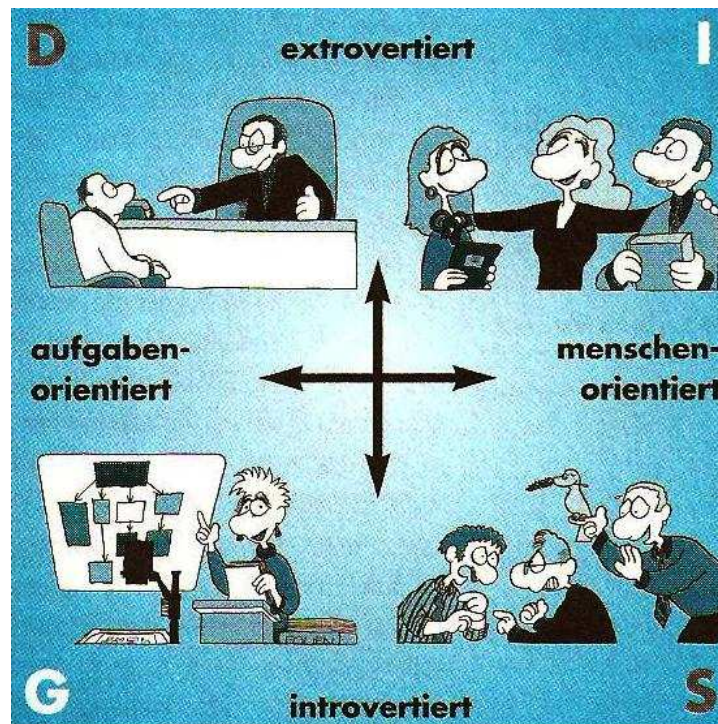 D extrovertiert I
aufgaben-
orientiert
menschen-
orientiert
FOLIEN
G introvertiert S